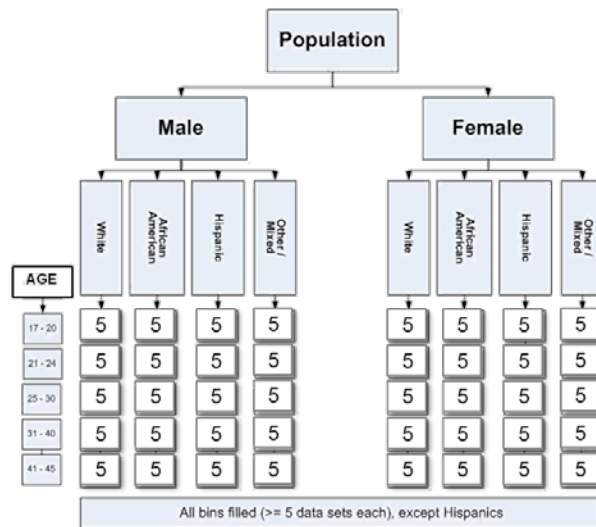 Population
Male
Female
White
African
American
Hispanic
Other /
Mixed
White
African
American
Hispanic
Other /
Mixed
AGE
17 - 20
5 5 5 5 5 5 5 5
21 - 24
5 5 5 5 5 5 5 5
25 - 30
5 5 5 5 5 5 5 5
31 - 40
5 5 5 5 5 5 5 5
41 - 45
5 5 5 5 5 5 5 5
All bins filled (>= 5 data sets each), except Hispanics